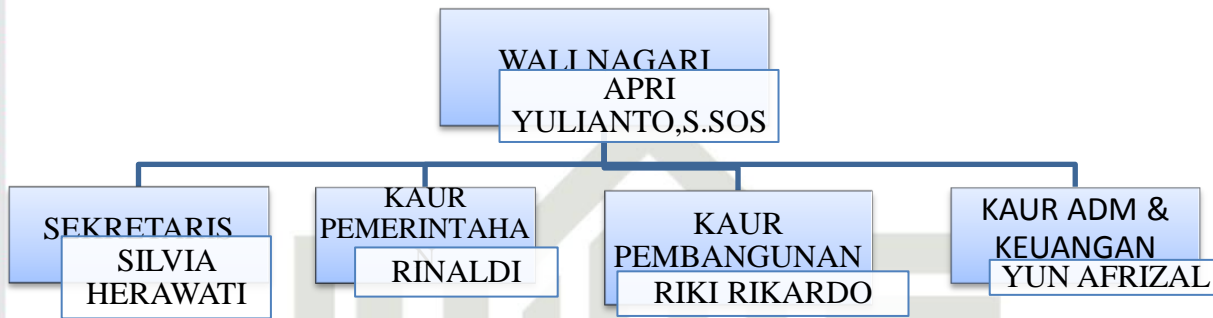 WALI NAGARI
APRI
YULIANTO,S.SOS
SEKRETARIS
SILVIA
HERAWATI
KAUR
PEMERINTAHA
N
RINALDI
KAUR
PEMBANGUNAN
RIKI RIKARDO
KAUR ADM &
KEUANGAN
YUN AFRIZAL